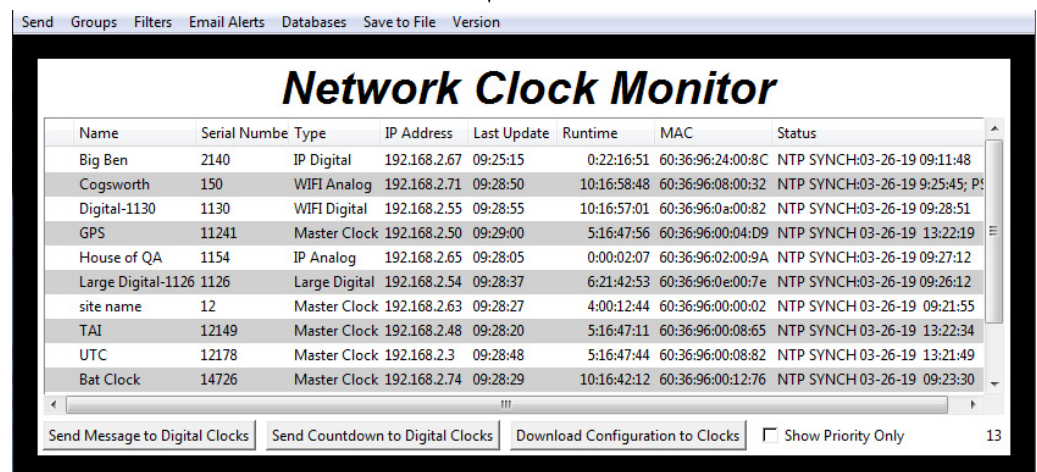 Send Groups Filters Email Alerts Databases Save to File Version
Network Clock Monitor
Name Serial Numbe Type IP Address Last Update Runtime MAC Status
Big Ben 2140 IP Digital 192.168.2.67 09:25:15 0:22:16:51 60:36:96:24:00:8C NTP SYNCH:03-26-19 09:11:48
Cogsworth 150 WIFI Analog 192.168.2.71 09:28:50 10:16:58:48 60:36:96:08:00:32 NTP SYNCH:03-26-19 9:25:45; PS
Digital-1130 1130 WIFI Digital 192.168.2.55 09:28:55 10:16:57:01 60:36:96:0a:00:82 NTP SYNCH:03-26-19 09:28:51
GPS 11241 Master Clock 192.168.2.50 09:29:00 5:16:47:56 60:36:96:00:04:D9 NTP SYNCH 03-26-19 13:22:19
House of QA 1154 IP Analog 192.168.2.65 09:28:05 0:00:02:07 60:36:96:02:00:9A NTP SYNCH:03-26-19 09:27:12
Large Digital-1126 1126 Large Digital 192.168.2.54 09:28:37 6:21:42:53 60:36:96:0e:00:7e NTP SYNCH:03-26-19 09:26:12
site name 12 Master Clock 192.168.2.63 09:28:27 4:00:12:44 60:36:96:00:00:02 NTP SYNCH 03-26-19 09:21:55
TAI 12149 Master Clock 192.168.2.48 09:28:20 5:16:47:11 60:36:96:00:08:65 NTP SYNCH 03-26-19 13:22:34
UTC 12178 Master Clock 192.168.2.3 09:28:48 5:16:47:44 60:36:96:00:08:82 NTP SYNCH 03-26-19 13:21:49
Bat Clock 14726 Master Clock 192.168.2.74 09:28:29 10:16:42:12 60:36:96:00:12:76 NTP SYNCH 03-26-19 09:23:30
Send Message to Digital Clocks Send Countdown to Digital Clocks Download Configuration to Clocks Show Priority Only 13